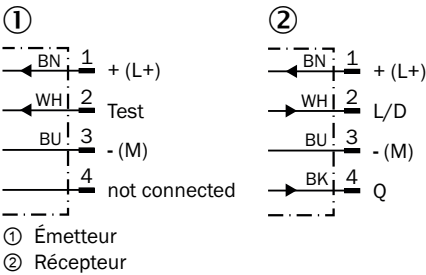 ① ②
BN 1 + (L+) BN 1 + (L+)
WH 2 Test WH 2 L/D
BU 3 - (M) BU 3 - (M)
4 not connected BK 4 Q
① Émetteur
② Récepteur